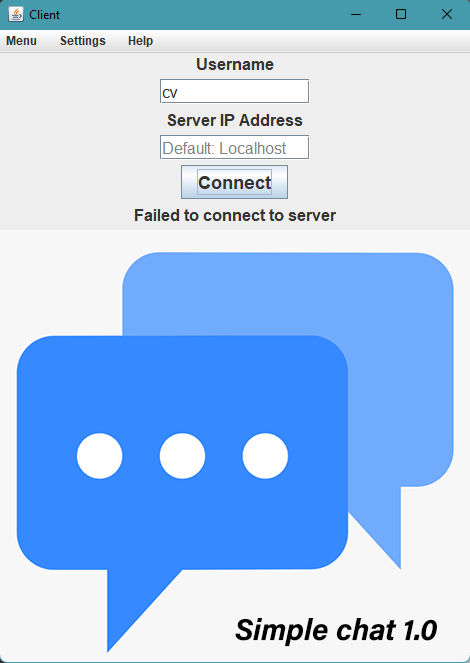 Client
Menu Settings Help
Username
cv
Server IP Address
Default: Localhost
Connect
Failed to connect to server
Simple chat 1.0